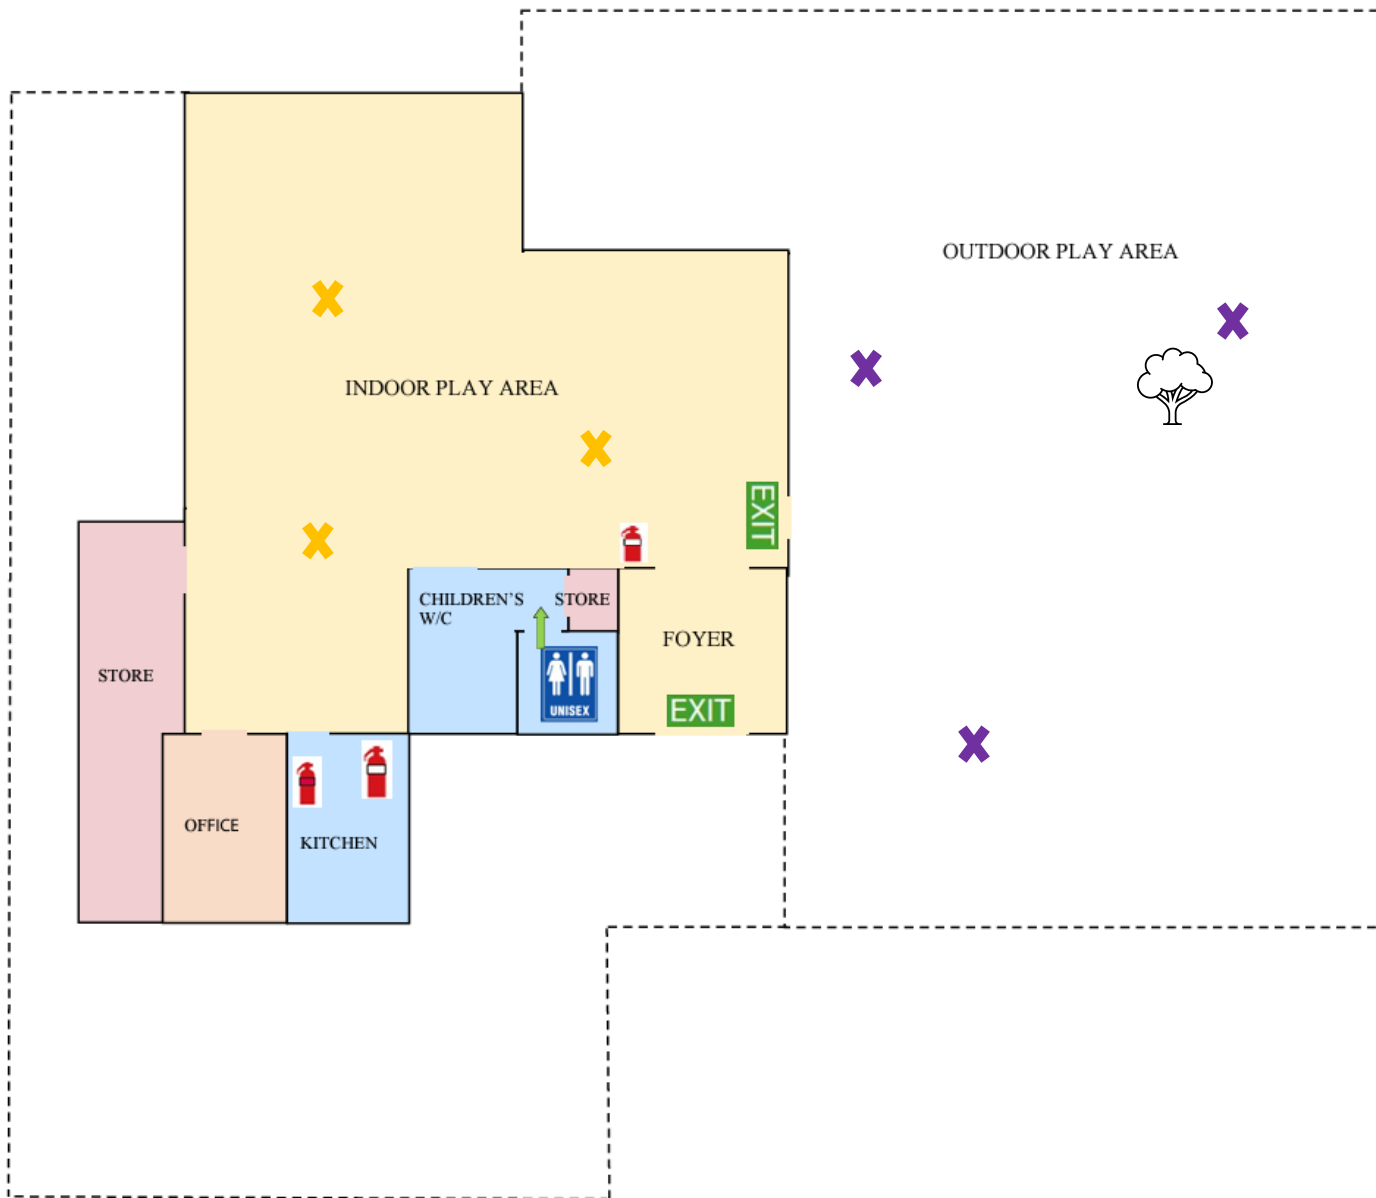 OUTDOOR PLAY AREA
INDOOR PLAY AREA
EXIT
CHILDREN'S
W/C
STORE
FOYER
STORE
UNISEX
EXIT
OFFICE
KITCHEN